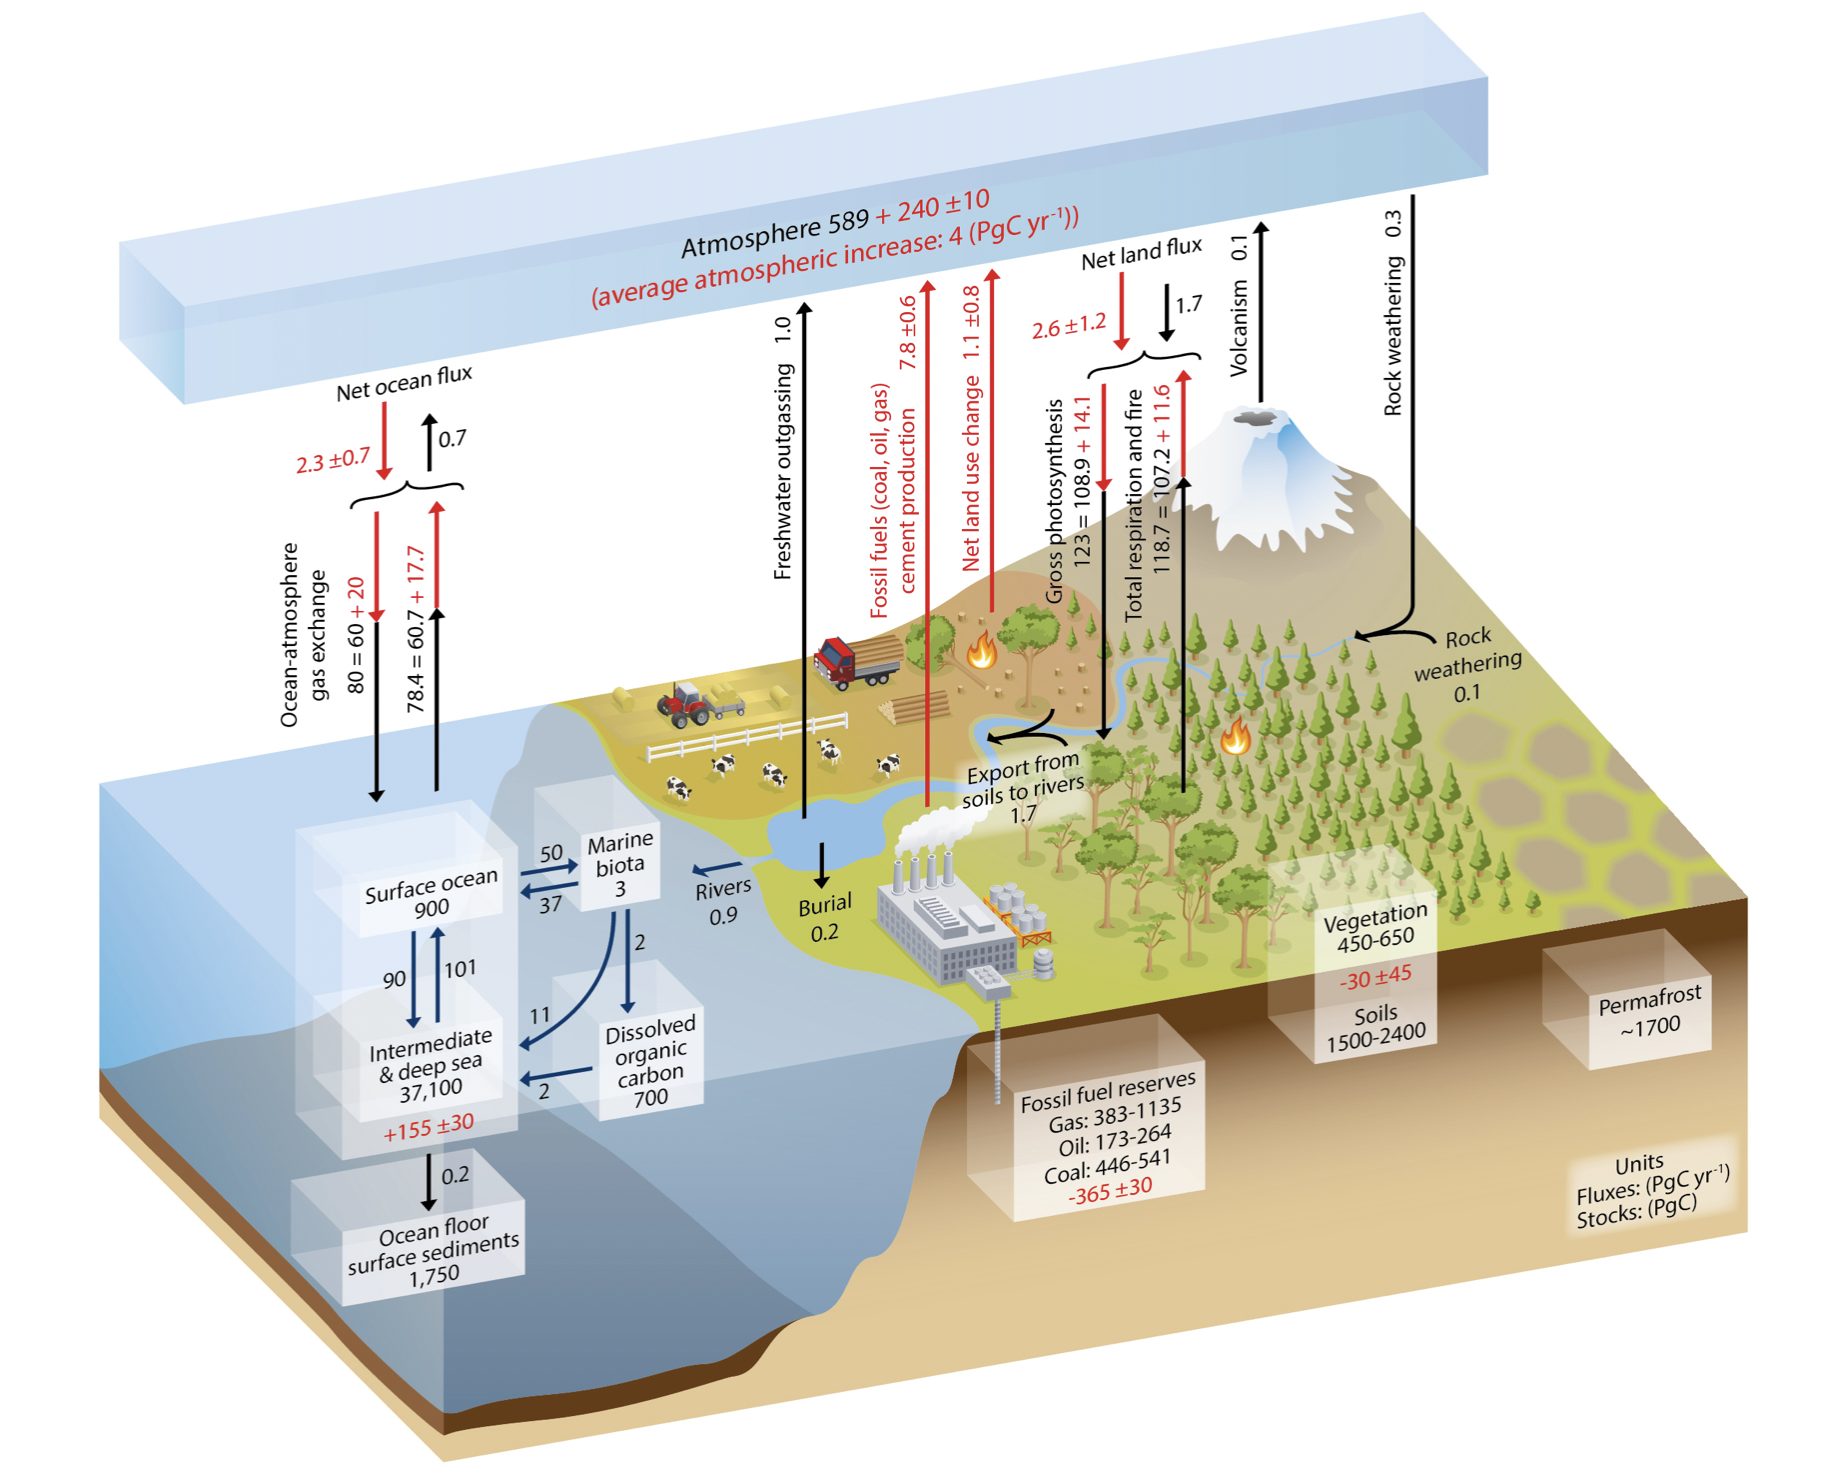 Atmosphere 589 + 240 ±10
(average atmospheric increase: 4 (PgC yr⁻¹))
Net ocean flux
2.3 ±0.7
0.7
Ocean-atmosphere
gas exchange
80 = 60 + 20
78.4 = 60.7 + 17.7
Freshwater outgassing 1.0
Fossil fuels (coal, oil, gas)
cement production 7.8 ±0.6
Net land use change 1.1 ±0.8
Net land flux
2.6 ±1.2
1.7
Gross photosynthesis
123 = 108.9 + 14.1
Total respiration and fire
118.7 = 107.2 + 11.6
Volcanism 0.1
Rock weathering 0.3
Rock
weathering
0.1
Export from
soils to rivers
1.7
Surface ocean
900
50
37
Marine
biota
3
Rivers
0.9
Burial
0.2
90
101
11
2
Intermediate
& deep sea
37,100
+155 ±30
2
Dissolved
organic
carbon
700
0.2
Ocean floor
surface sediments
1,750
Vegetation
450-650
-30 ±45
Soils
1500-2400
Permafrost
~1700
Fossil fuel reserves
Gas: 383-1135
Oil: 173-264
Coal: 446-541
-365 ±30
Units
Fluxes: (PgC yr⁻¹)
Stocks: (PgC)